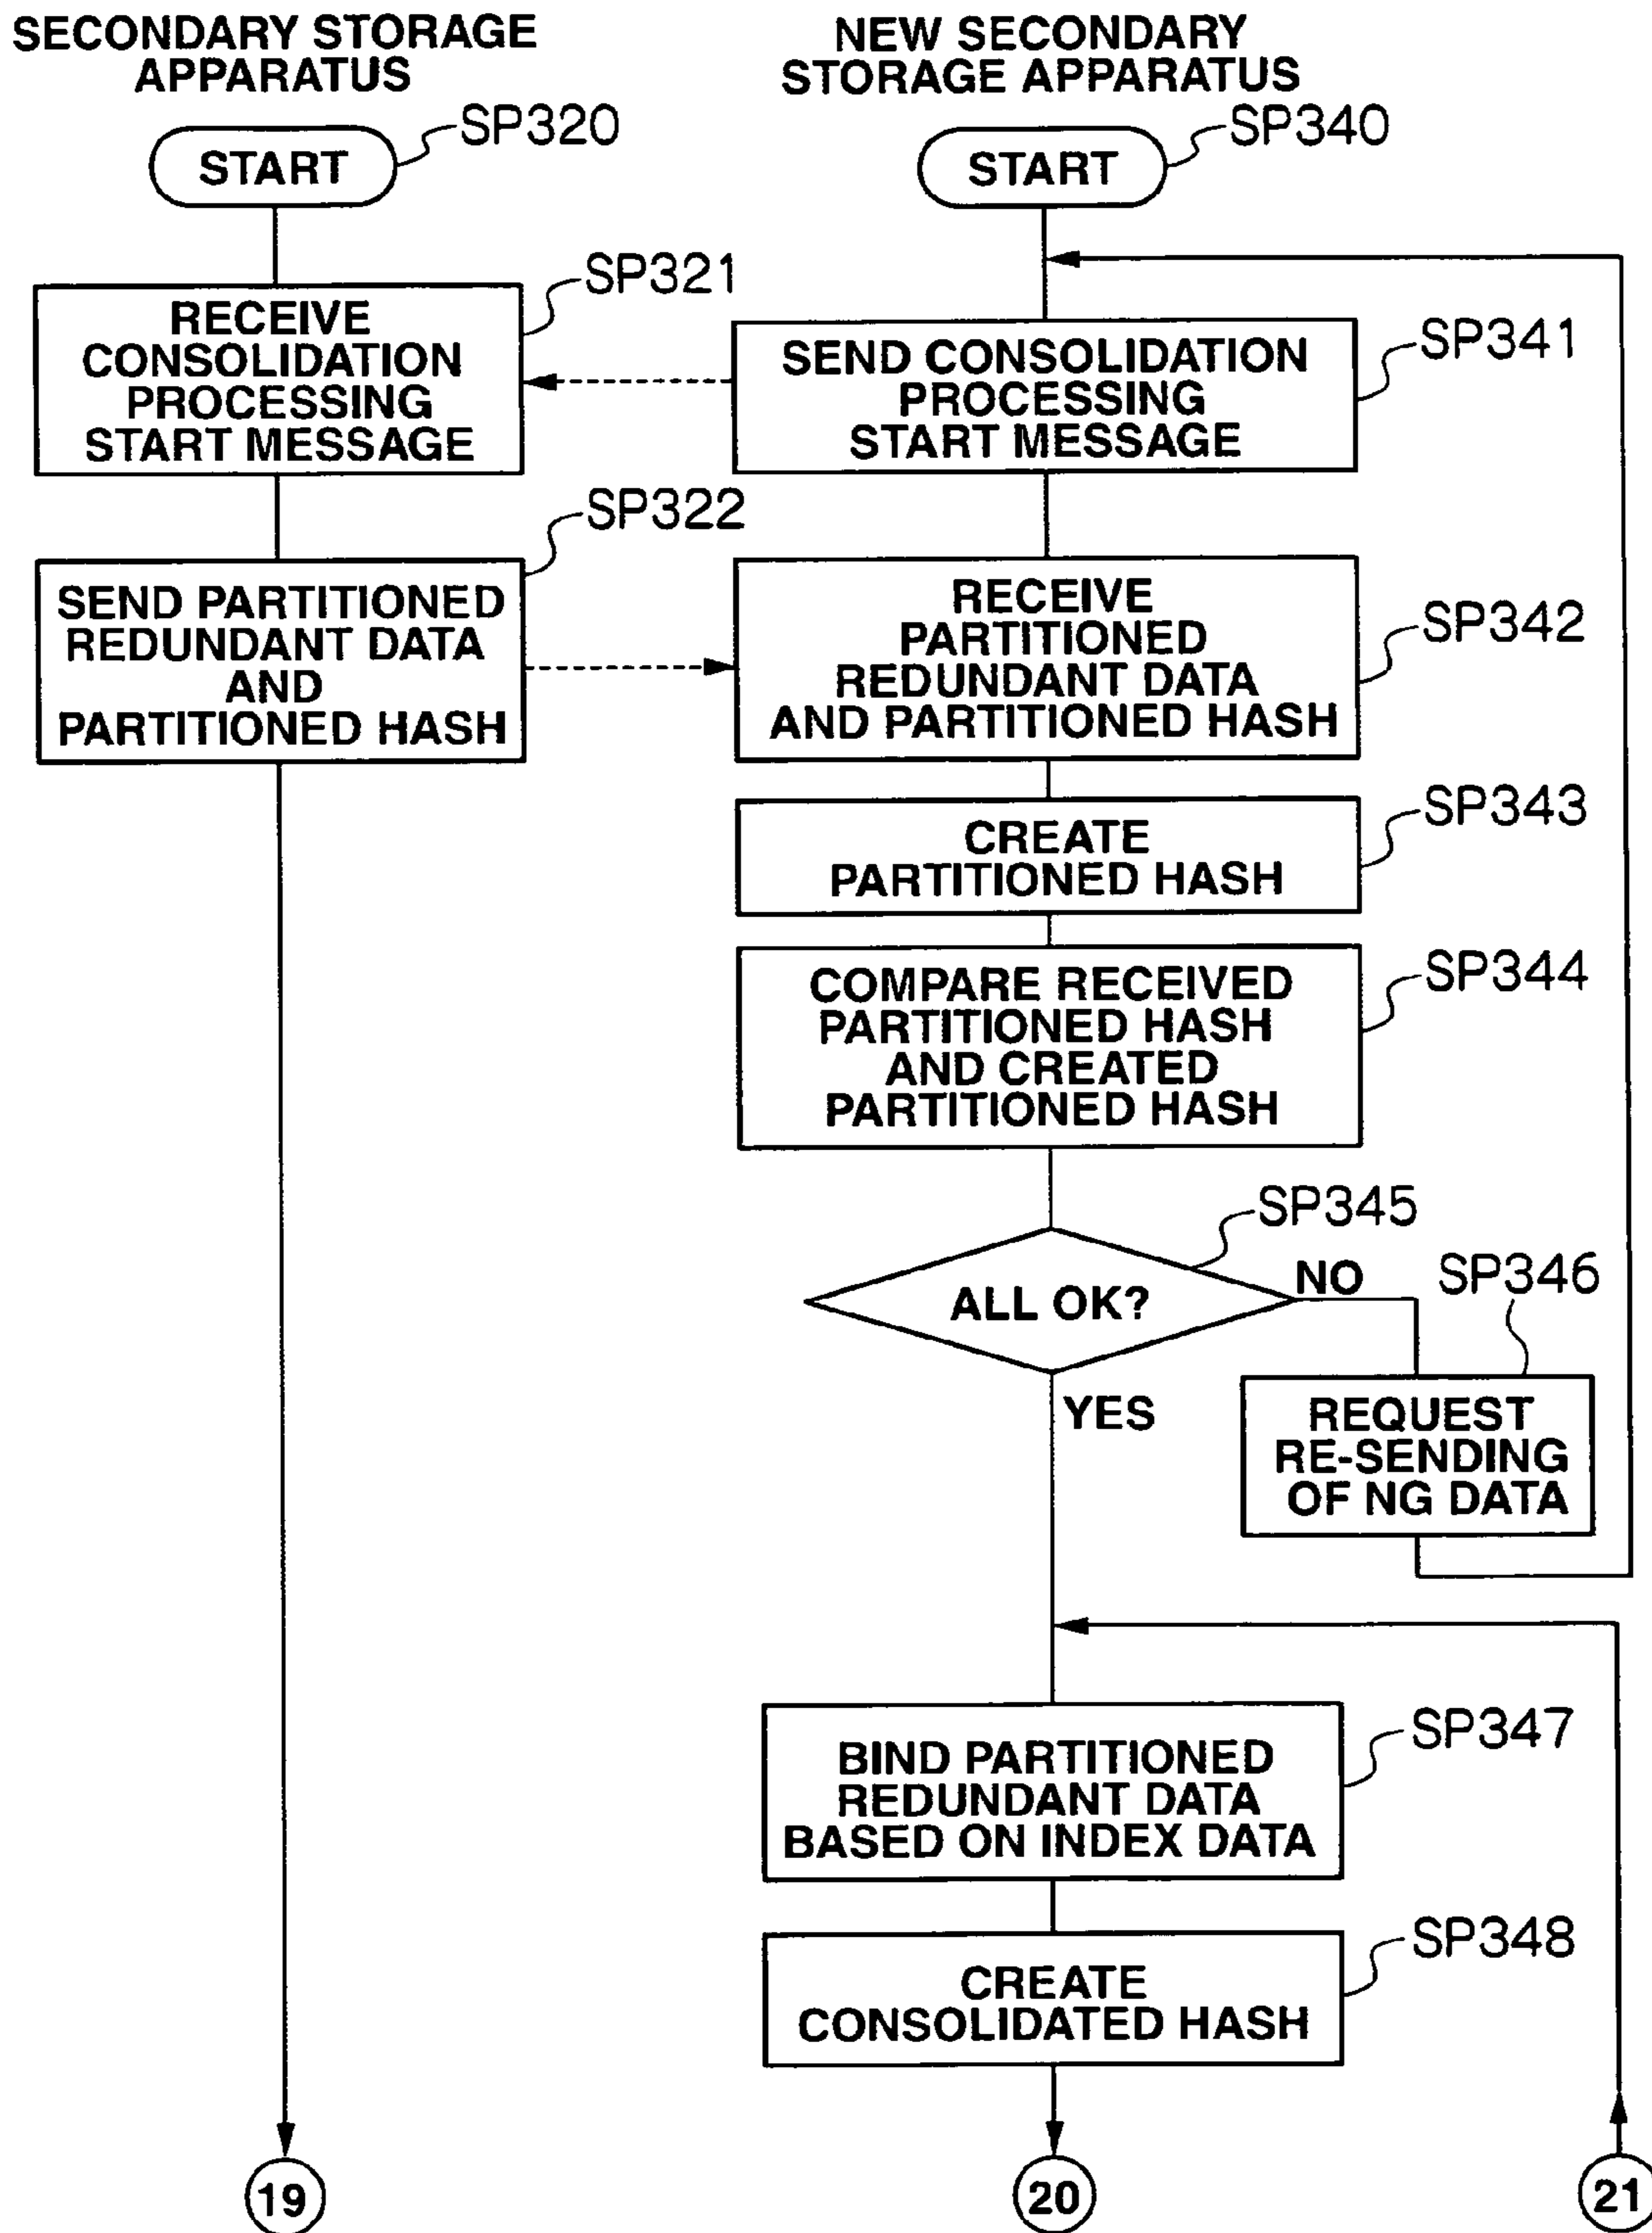 SECONDARY STORAGE
APPARATUS
NEW SECONDARY
STORAGE APPARATUS
START
SP320
START
SP340
RECEIVE
CONSOLIDATION
PROCESSING
START MESSAGE
SP321
SEND CONSOLIDATION
PROCESSING
START MESSAGE
SP341
SEND PARTITIONED
REDUNDANT DATA
AND
PARTITIONED HASH
SP322
RECEIVE
PARTITIONED
REDUNDANT DATA
AND PARTITIONED HASH
SP342
CREATE
PARTITIONED HASH
SP343
COMPARE RECEIVED
PARTITIONED HASH
AND CREATED
PARTITIONED HASH
SP344
ALL OK?
SP345
NO
SP346
YES
REQUEST
RE-SENDING
OF NG DATA
BIND PARTITIONED
REDUNDANT DATA
BASED ON INDEX DATA
SP347
CREATE
CONSOLIDATED HASH
SP348
19
20
21